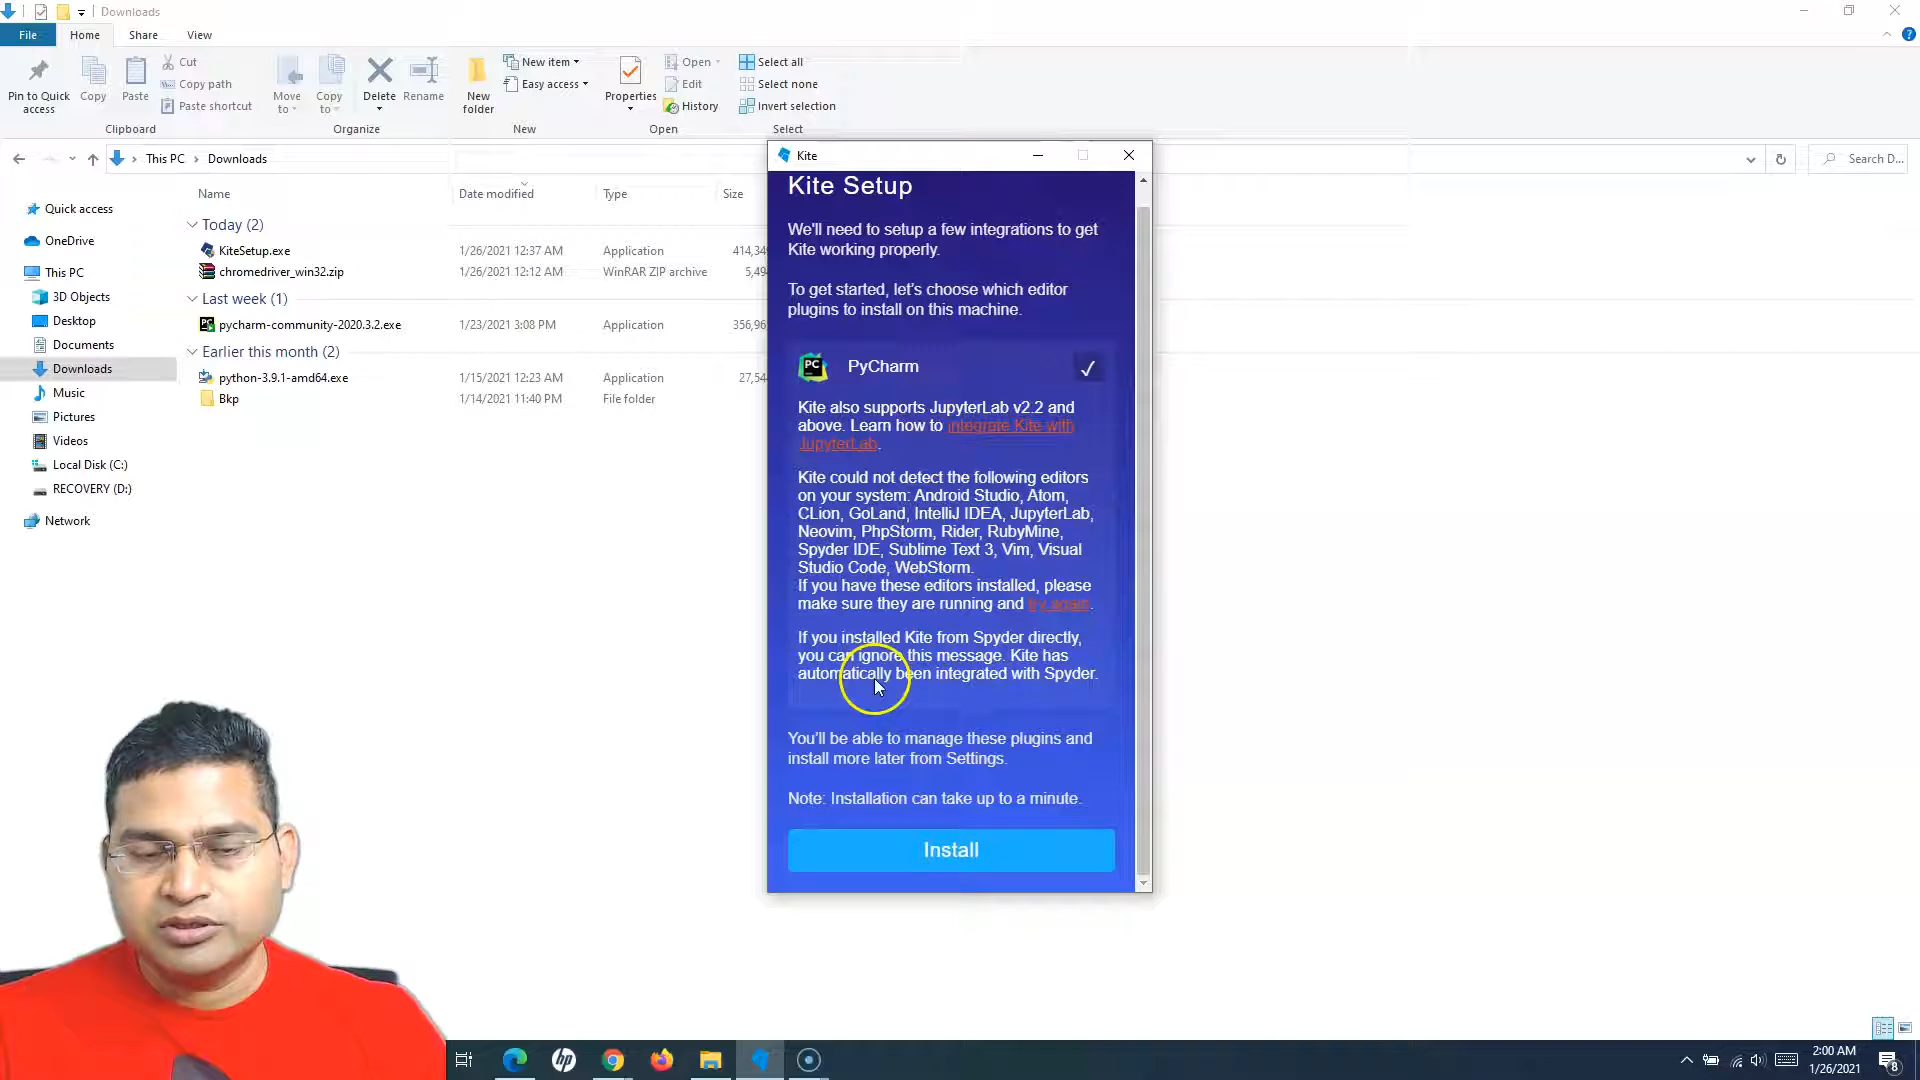 Downloads
File
Home
Share
View
Pin to Quick access
Copy
Paste
Cut
Copy path
Paste shortcut
Move to
Copy to
Delete
Rename
New folder
New item
Easy access
Properties
Open
Edit
History
Select all
Select none
Invert selection
Clipboard
Organize
New
Open
Select
This PC
Downloads
Search D...
Quick access
OneDrive
This PC
3D Objects
Desktop
Documents
Downloads
Music
Pictures
Videos
Local Disk (C:)
RECOVERY (D:)
Network
Name
Date modified
Type
Size
Today (2)
KiteSetup.exe 1/26/2021 12:37 AM Application
chromedriver_win32.zip 1/26/2021 12:12 AM WinRAR ZIP archive
Last week (1)
pycharm-community-2020.3.2.exe 1/23/2021 3:08 PM Application
Earlier this month (2)
python-3.9.1-amd64.exe 1/15/2021 12:23 AM Application
Bkp 1/14/2021 11:40 PM File folder
Kite
Kite Setup
We'll need to setup a few integrations to get
Kite working properly.
To get started, let's choose which editor
plugins to install on this machine.
PC
PyCharm
Kite also supports JupyterLab v2.2 and
above. Learn how to integrate Kite with
JupyterLab.
Kite could not detect the following editors
on your system: Android Studio, Atom,
CLion, GoLand, IntelliJ IDEA, JupyterLab,
Neovim, PhpStorm, Rider, RubyMine,
Spyder IDE, Sublime Text 3, Vim, Visual
Studio Code, WebStorm.
If you have these editors installed, please
make sure they are running and try again.
If you installed Kite from Spyder directly,
you can ignore this message. Kite has
automatically been integrated with Spyder.
You'll be able to manage these plugins and
install more later from Settings.
Note: Installation can take up to a minute.
Install
hp
2:00 AM
1/26/2021
8